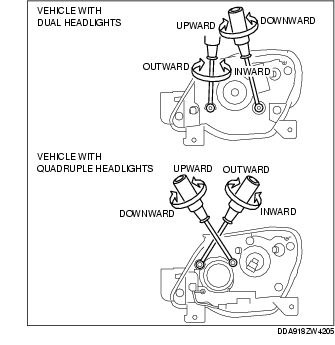 VEHICLE WITH
DUAL HEADLIGHTS
UPWARD
DOWNWARD
OUTWARD
INWARD
VEHICLE WITH
QUADRUPLE HEADLIGHTS
UPWARD
OUTWARD
DOWNWARD
INWARD
DDA918ZW4205